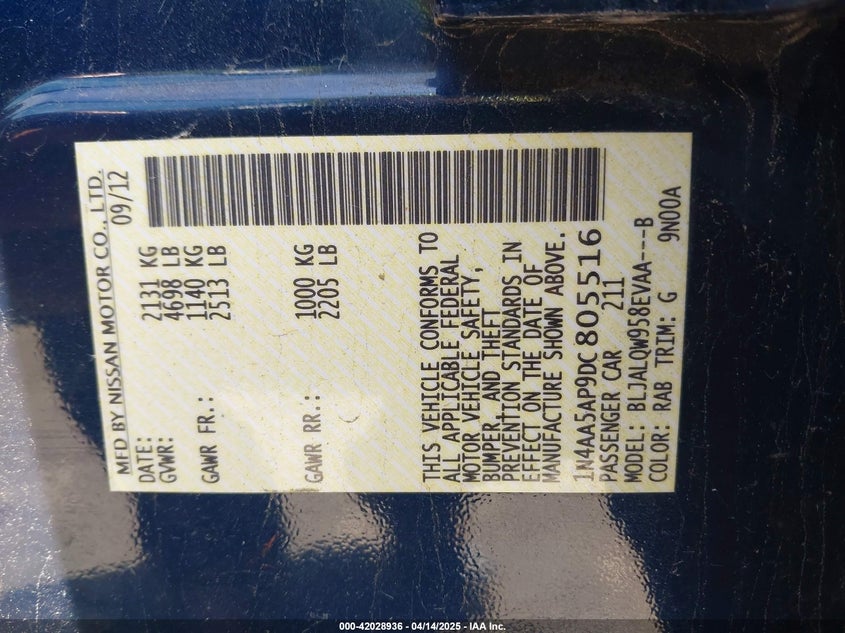 MFD BY NISSAN MOTOR CO., LTD.
DATE: 09/12
GVWR: 2131 KG
4698 LB
GAWR FR.: 1140 KG
2513 LB
GAWR RR.: 1000 KG
2205 LB
THIS VEHICLE CONFORMS TO
ALL APPLICABLE FEDERAL
MOTOR VEHICLE SAFETY,
BUMPER, AND THEFT
PREVENTION STANDARDS IN
EFFECT ON THE DATE OF
MANUFACTURE SHOWN ABOVE.
1N4AA5AP9DC805516
PASSENGER CAR 211
MODEL: BLJALQW958EVAA---B
COLOR: RAB TRIM: G 9N00A
000-42028936 - 04/14/2025 - IAA Inc.